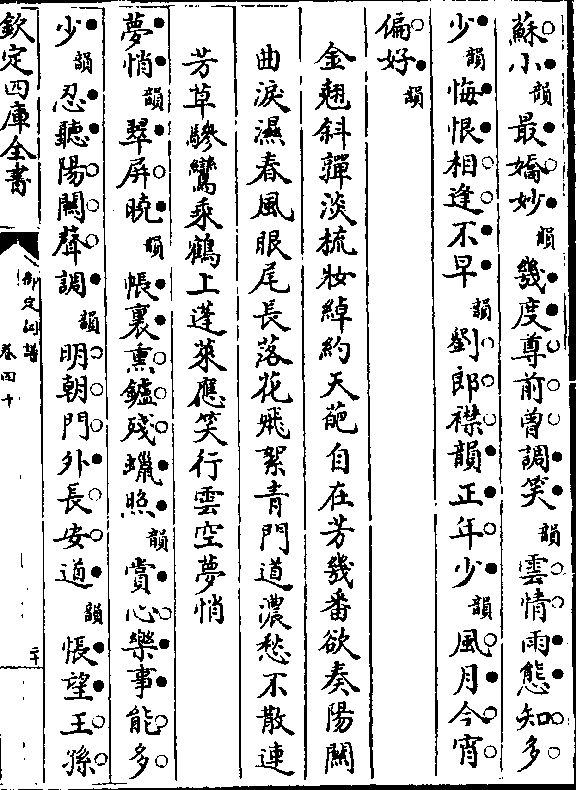 蘇小韻最嬌妙韻幾度尊前曾調笑韻雲情雨態知多
少韻悔恨相逢不早韻劉郎襟韻正年少韻風月今宵
偏好韻
金翹斜嚲淡梳妝綽約天葩自在芳幾番欲奏陽關
曲淚濕春風眼尾長落花飛絮青門道濃愁不散連
芳草驂鸞乘鶴上蓬萊應笑行雲空夢悄
夢悄韻翠屏曉韻帳裏熏鑪殘蠟照韻賞心樂事能多
少韻忍聽陽關聲調韻明朝門外長安道韻悵望王孫
欽定四庫全書
御定詞譜
卷四十
二十